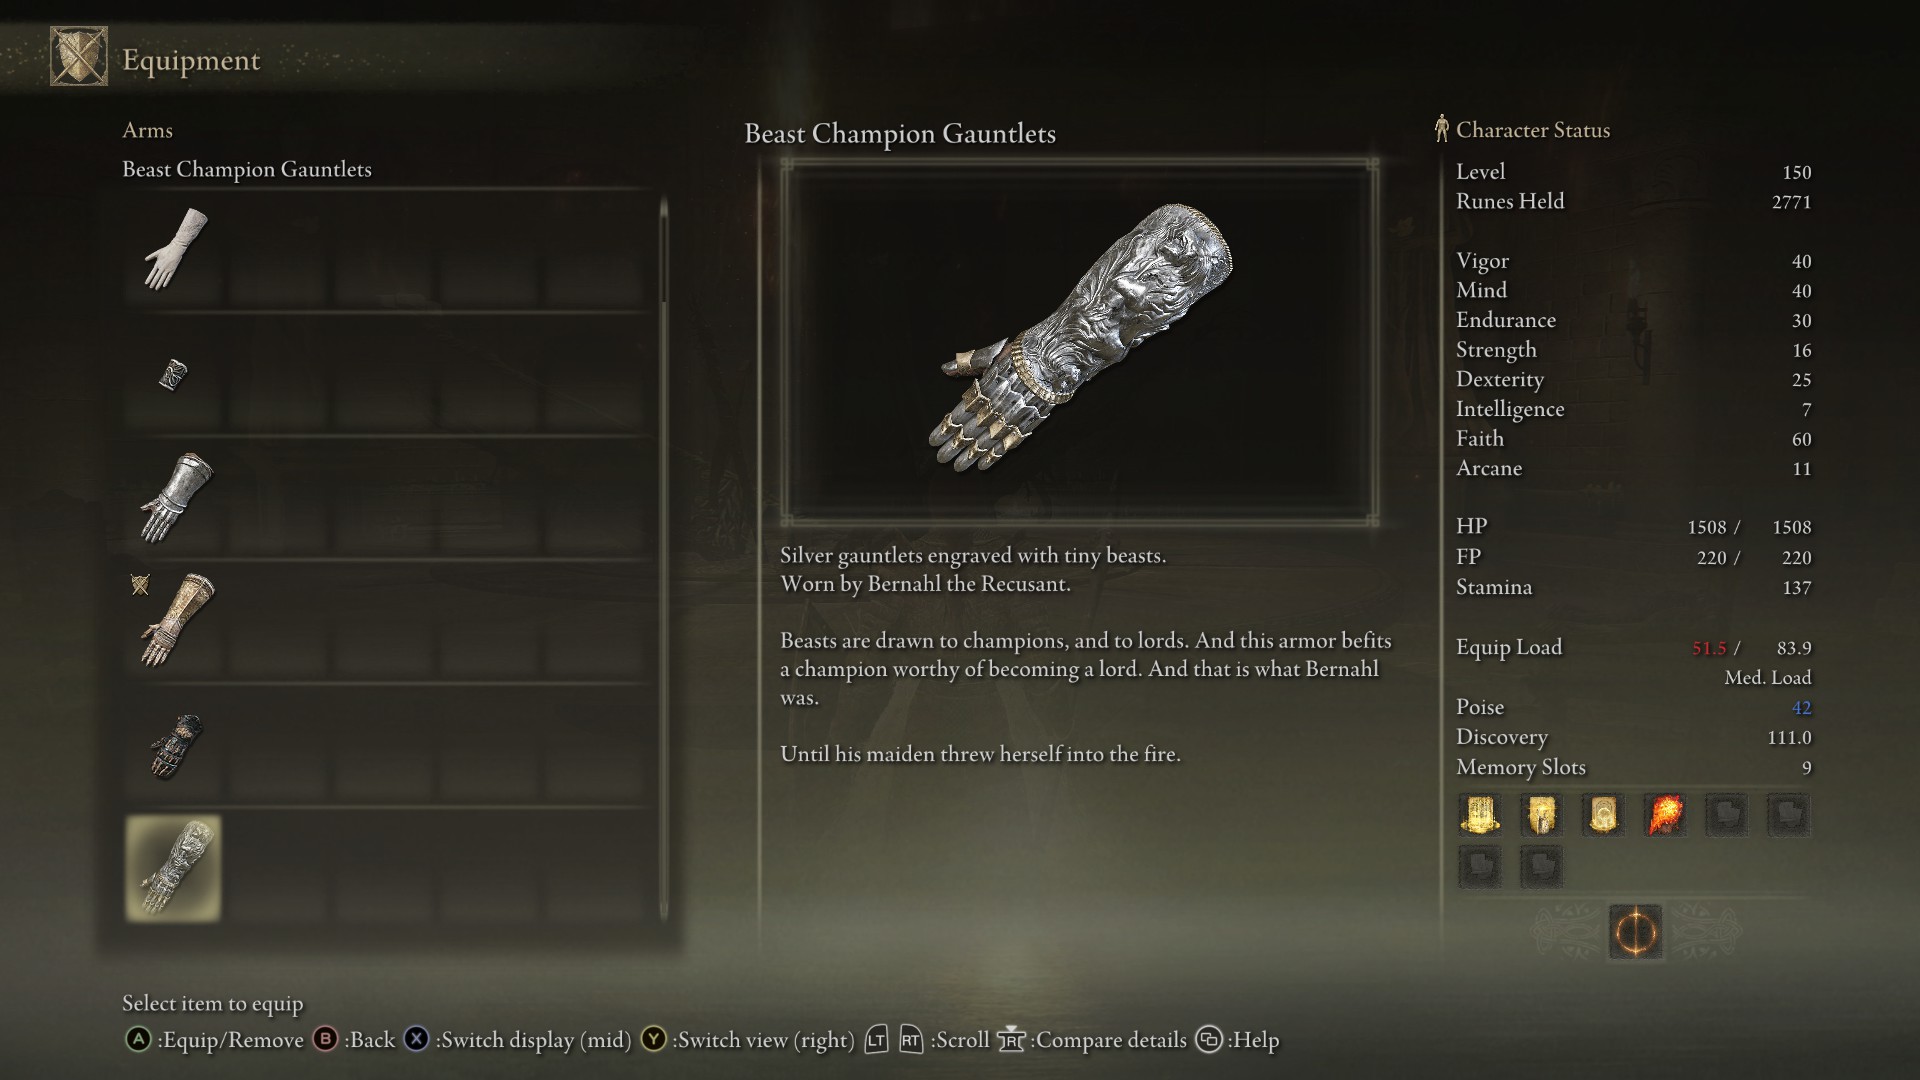 Equipment
Arms
Beast Champion Gauntlets
Beast Champion Gauntlets
Silver gauntlets engraved with tiny beasts.
Worn by Bernahl the Recusant.
Beasts are drawn to champions, and to lords. And this armor befits
a champion worthy of becoming a lord. And that is what Bernahl
was.
Until his maiden threw herself into the fire.
Character Status
Level 150
Runes Held 2771
Vigor 40
Mind 40
Endurance 30
Strength 16
Dexterity 25
Intelligence 7
Faith 60
Arcane 11
HP 1508 / 1508
FP 220 / 220
Stamina 137
Equip Load 51.5 / 83.9
Med. Load
Poise 42
Discovery 111.0
Memory Slots 9
Select item to equip
A :Equip/Remove B :Back X :Switch display (mid) Y :Switch view (right) LT RT :Scroll R :Compare details :Help